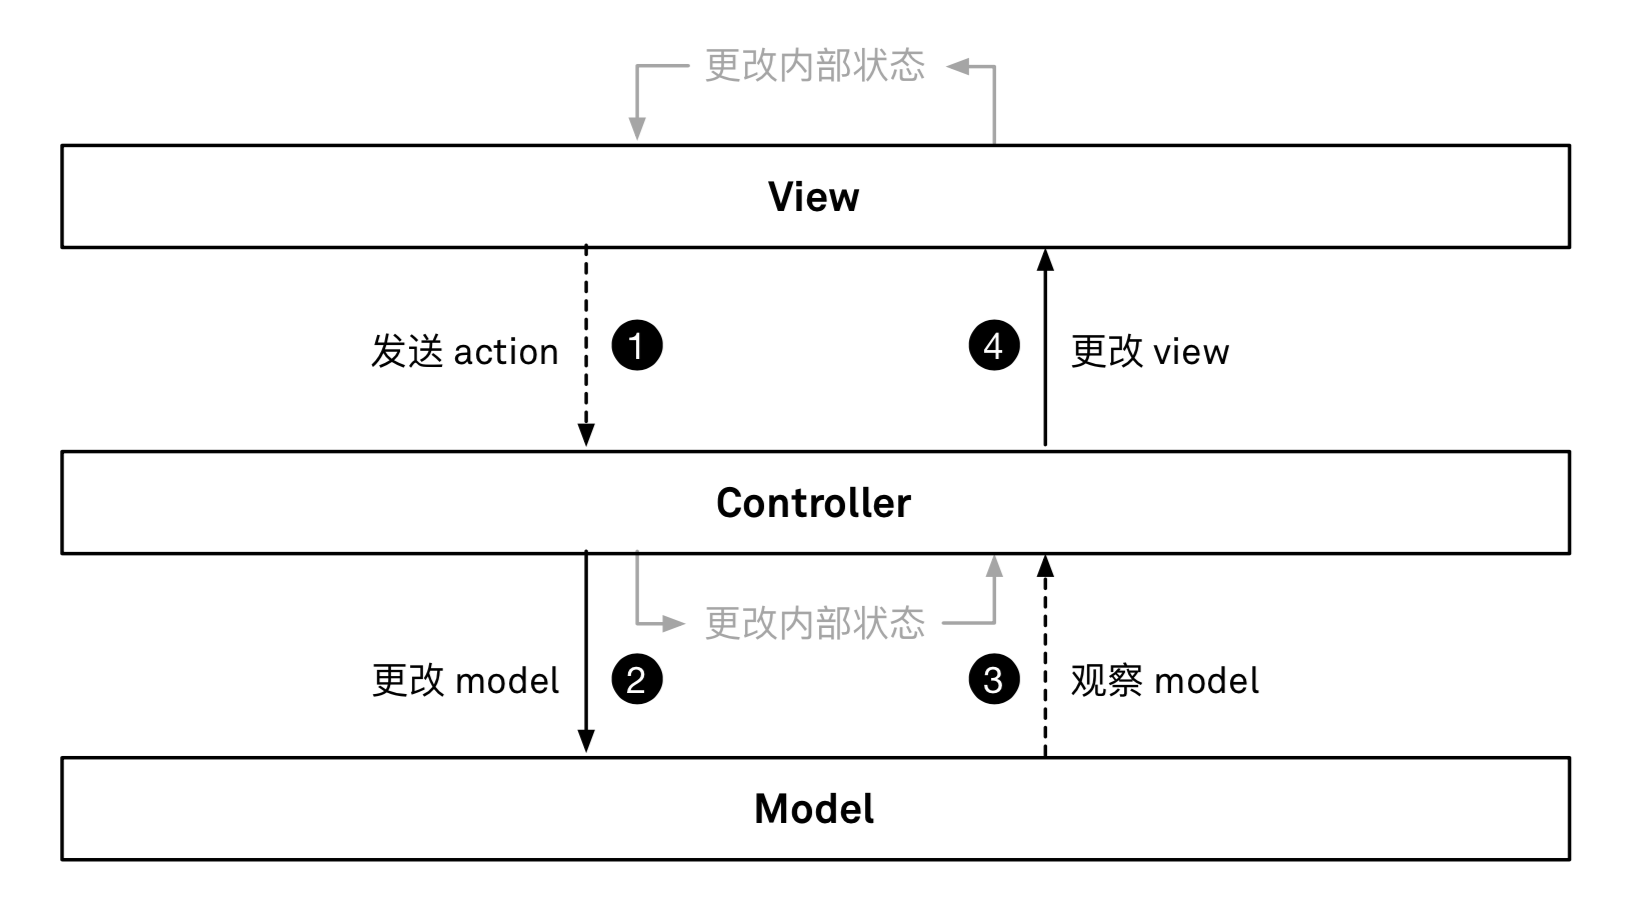 更改内部状态
View
发送 action
1
4
更改 view
Controller
更改内部状态
更改 model
2
3
观察 model
Model